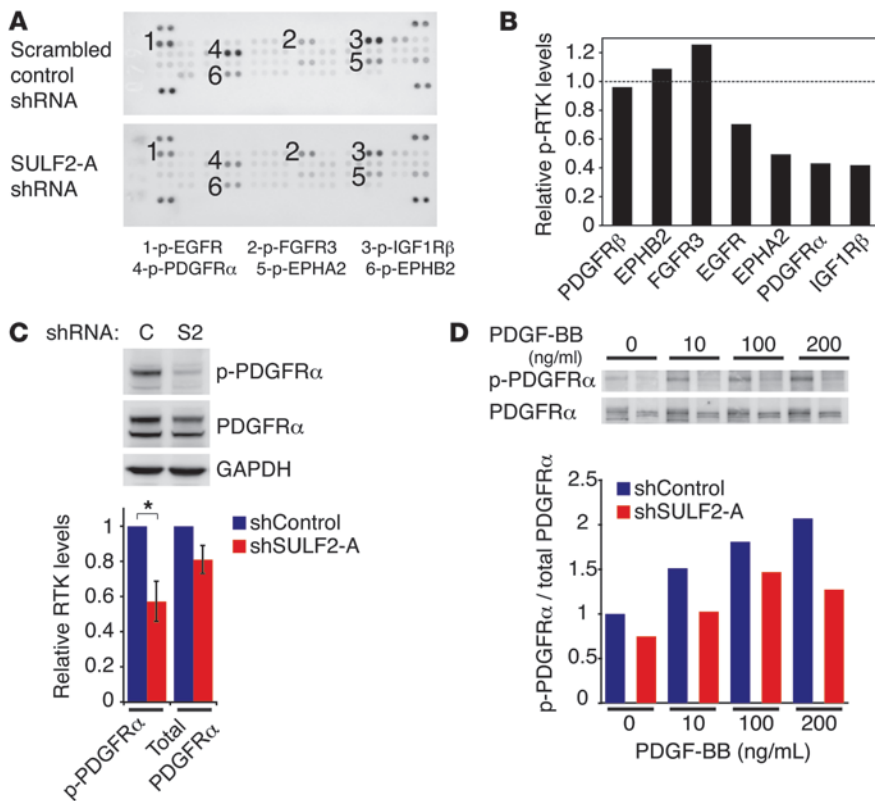 A
Scrambled
control
shRNA
1
2
3
4
5
6
SULF2-A
shRNA
1
2
3
4
5
6
1-p-EGFR 2-p-FGFR3 3-p-IGF1Rβ
4-p-PDGFRα 5-p-EPHA2 6-p-EPHB2
B
Relative p-RTK levels
1.2
1.0
0.8
0.6
0.4
0.2
0
PDGFRβ
EPHB2
FGFR3
EGFR
EPHA2
PDGFRα
IGF1Rβ
C
shRNA: C S2
p-PDGFRα
PDGFRα
GAPDH
*
shControl
shSULF2-A
Relative RTK levels
1
0.8
0.6
0.4
0.2
0
p-PDGFRα
Total
PDGFRα
D
PDGF-BB
(ng/ml)
0 10 100 200
p-PDGFRα
PDGFRα
shControl
shSULF2-A
p-PDGFRα / total PDGFRα
2.5
2
1.5
1
0.5
0
0 10 100 200
PDGF-BB (ng/mL)